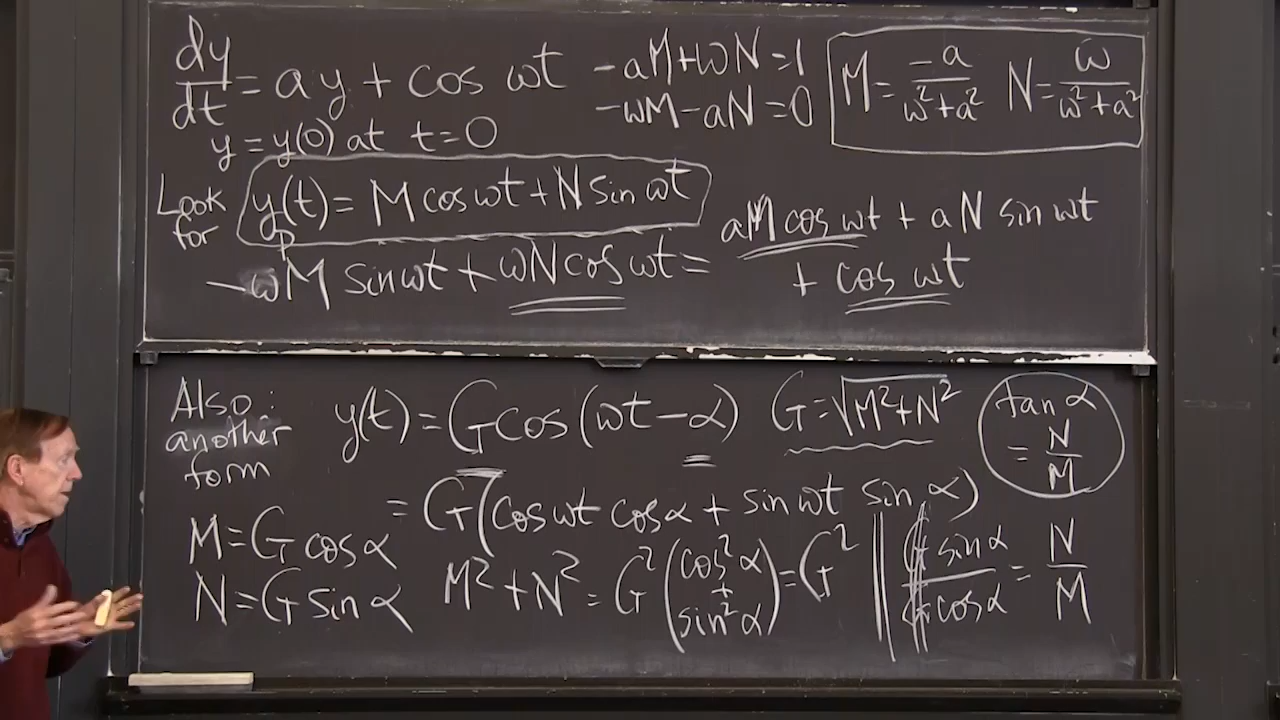 dy/dt = ay + cos ωt
y = y(0) at t=0
-aM+ωN=1
-ωM-aN=0
M = -a/(ω²+a²) N = ω/(ω²+a²)
Look for y_p(t) = M cos ωt + N sin ωt
-ωM sin ωt + ωN cos ωt = aM cos ωt + aN sin ωt
+ cos ωt
Also: another form
y(t) = G cos(ωt - α) G = √(M²+N²) tan α = N/M
= G(cos ωt cos α + sin ωt sin α)
M = G cos α
N = G sin α
M² + N² = G²(cos²α + sin²α) = G² || G sin α/G cos α = N/M